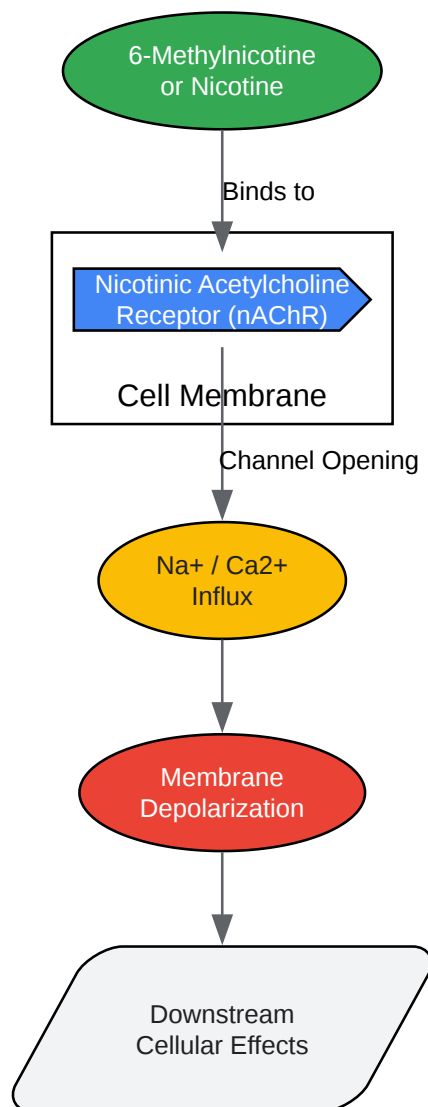 6-Methylnicotine
or Nicotine
Binds to
Nicotinic Acetylcholine
Receptor (nAChR)
Cell Membrane
Channel Opening
Na+ / Ca2+
Influx
Membrane
Depolarization
Downstream
Cellular Effects